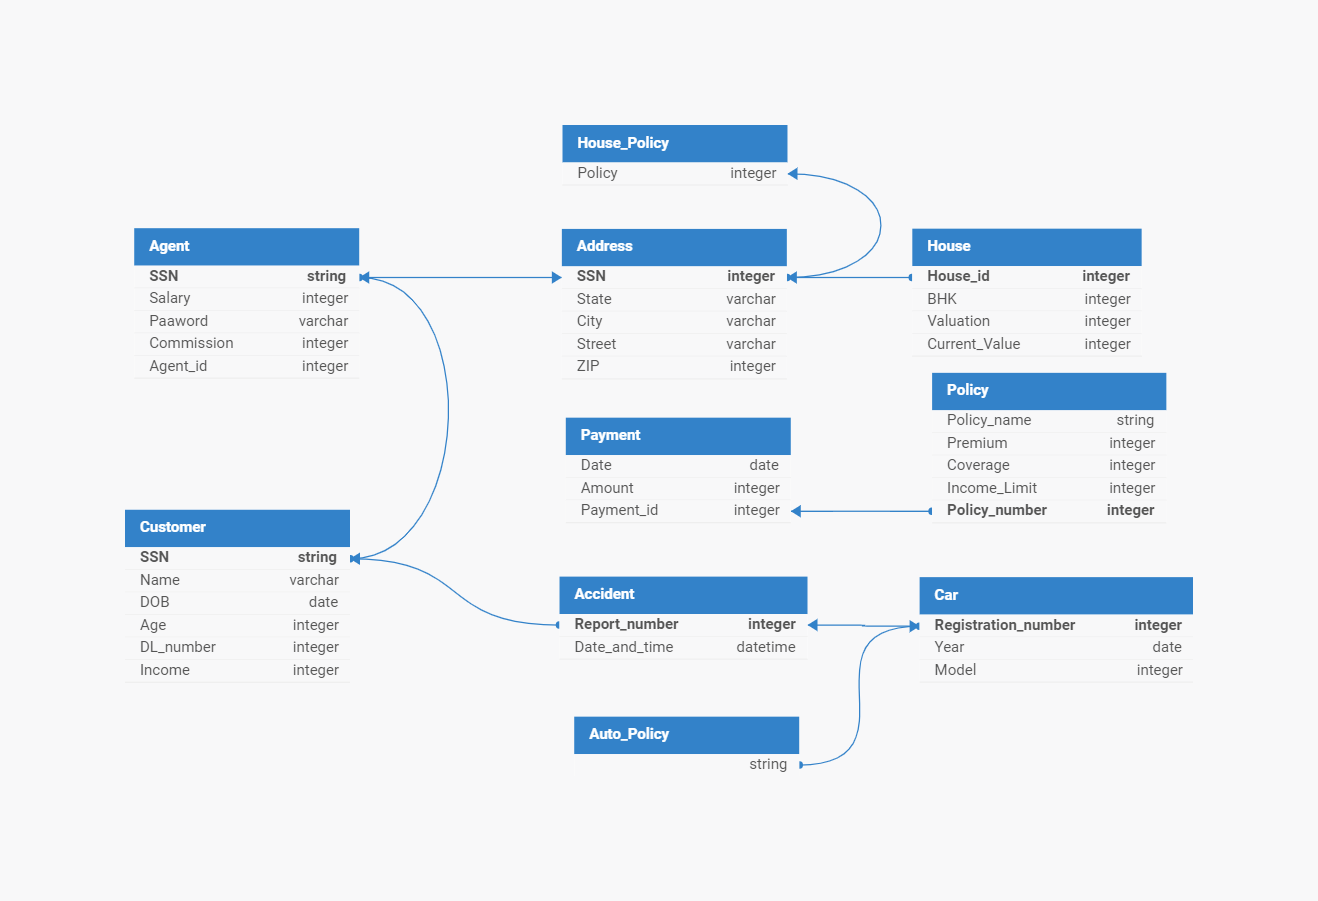 House_Policy
Policy integer
Agent
SSN string
Salary integer
Paaword varchar
Commission integer
Agent_id integer
Address
SSN integer
State varchar
City varchar
Street varchar
ZIP integer
House
House_id integer
BHK integer
Valuation integer
Current_Value integer
Policy
Policy_name string
Premium integer
Coverage integer
Income_Limit integer
Policy_number integer
Payment
Date date
Amount integer
Payment_id integer
Customer
SSN string
Name varchar
DOB date
Age integer
DL_number integer
Income integer
Accident
Report_number integer
Date_and_time datetime
Car
Registration_number integer
Year date
Model integer
Auto_Policy
string